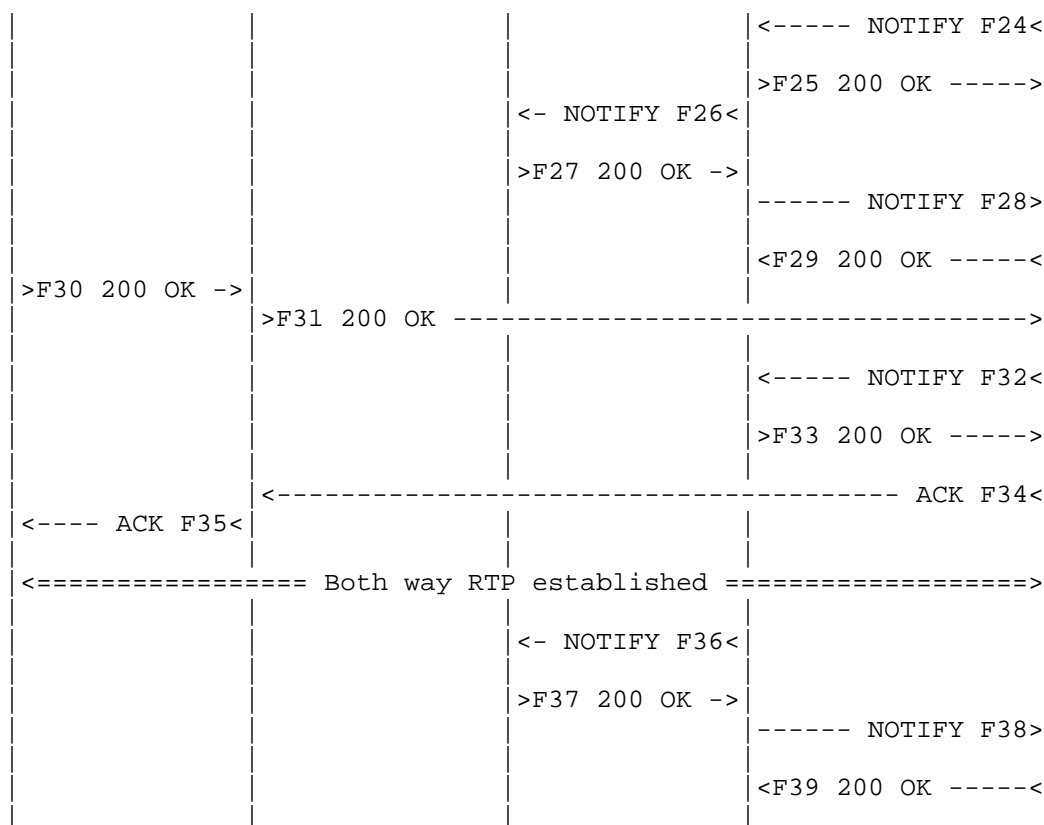 <----- NOTIFY F24<
>F25 200 OK ----->
<- NOTIFY F26<
>F27 200 OK ->
------ NOTIFY F28>
<F29 200 OK -----<
>F30 200 OK ->
>F31 200 OK ------------------------------------>
<----- NOTIFY F32<
>F33 200 OK ----->
<--------------------------------------- ACK F34<
<---- ACK F35<
<================= Both way RTP established ===================>
<- NOTIFY F36<
>F37 200 OK ->
------ NOTIFY F38>
<F39 200 OK -----<